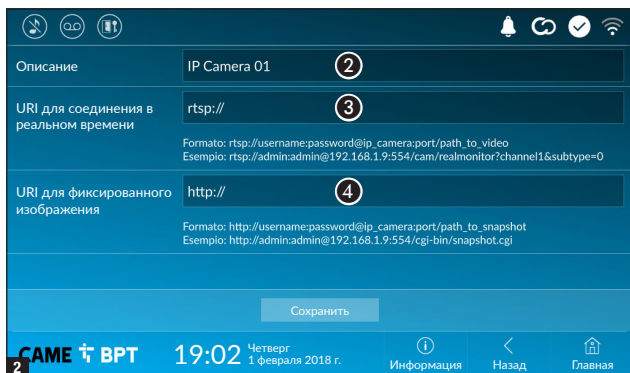 Описание
IP Camera 01
2
URI для соединения в
реальном времени
rtsp://
3
Formato: rtsp://username:password@ip_camera:port/path_to_video
Esempio: rtsp://admin:admin@192.168.1.9:554/cam/realmonitor?channel1&subtype=0
URI для фиксированного
изображения
http://
4
Formato: http://username:password@ip_camera:port/path_to_snapshot
Esempio: http://admin:admin@192.168.1.9:554/cgi-bin/snapshot.cgi
Сохранить
2
CAME BPT
19:02
Четверг
1 февраля 2018 г.
Информация
Назад
Главная